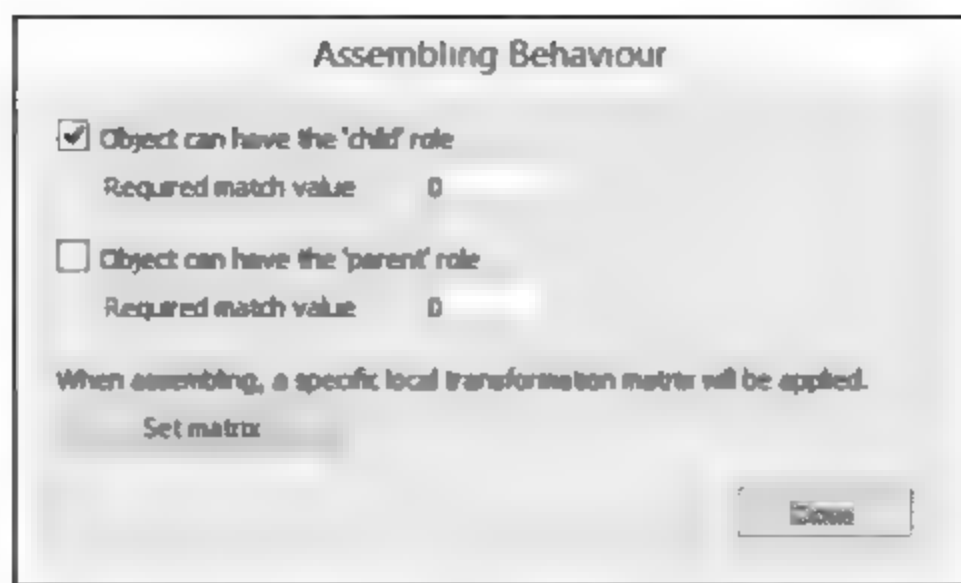 Assembling Behaviour
Object can have the 'child' role
Required match value 0
Object can have the 'parent' role
Required match value 0
When assembling, a specific local transformation matrix will be applied.
Set matrix